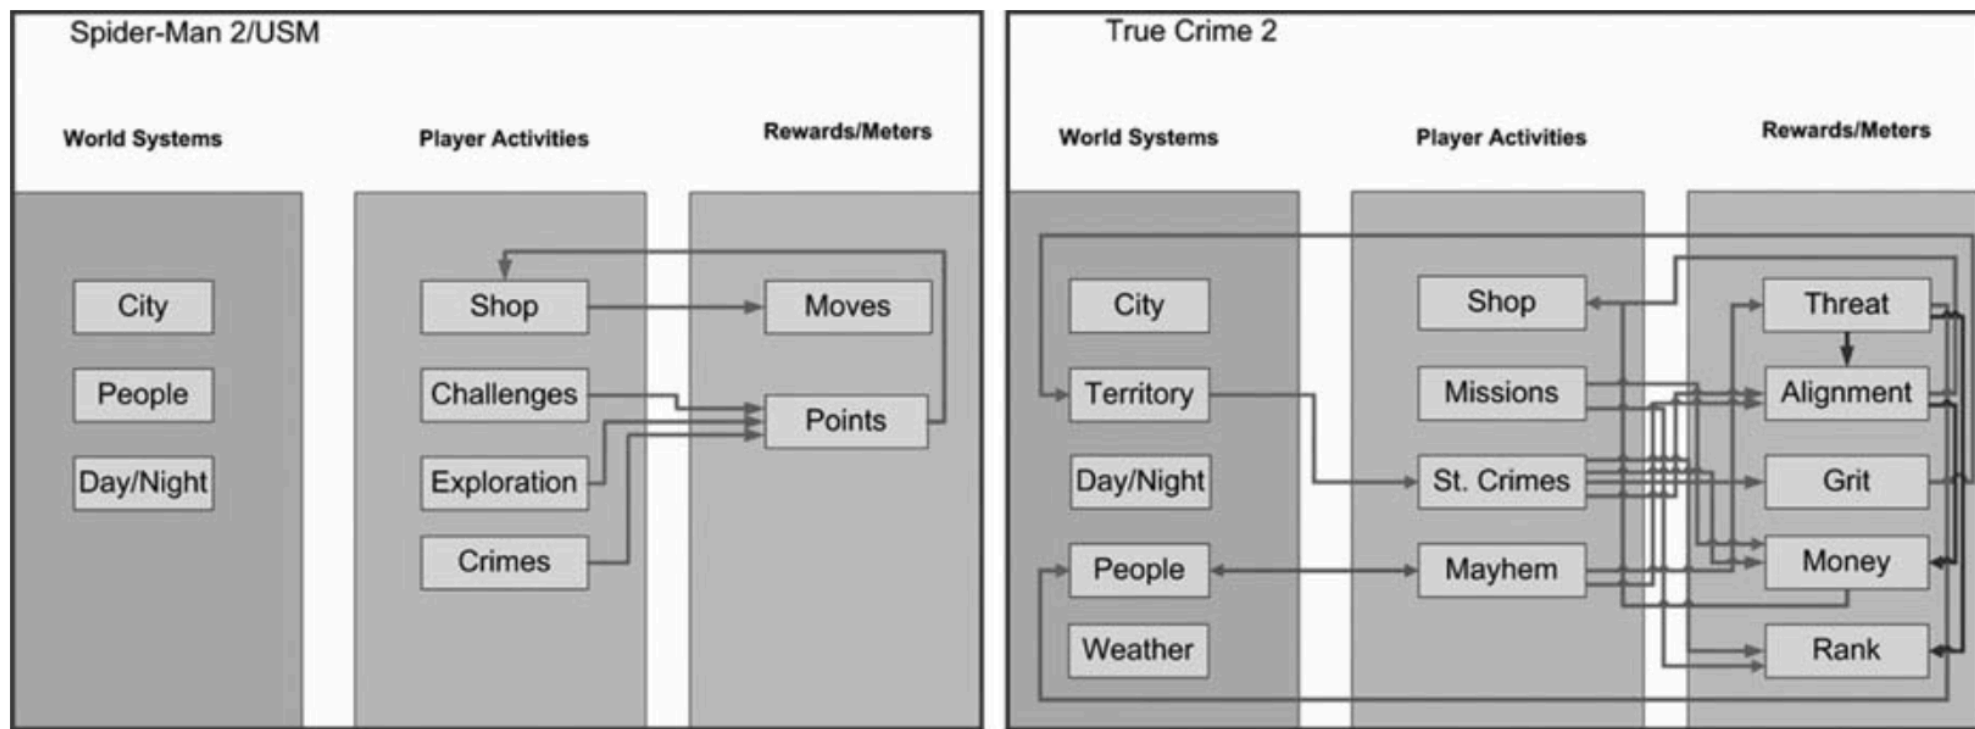 Spider-Man 2/USM
World Systems
Player Activities
Rewards/Meters
City
Shop
Moves
People
Challenges
Points
Day/Night
Exploration
Crimes
True Crime 2
World Systems
Player Activities
Rewards/Meters
City
Shop
Threat
Territory
Missions
Alignment
Day/Night
St. Crimes
Grit
People
Mayhem
Money
Weather
Rank